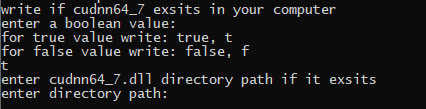 write if cudnn64_7 exsits in your computer
enter a boolean value:
for true value write: true, t
for false value write: false, f
t
enter cudnn64_7.dll directory path if it exsits
enter directory path: